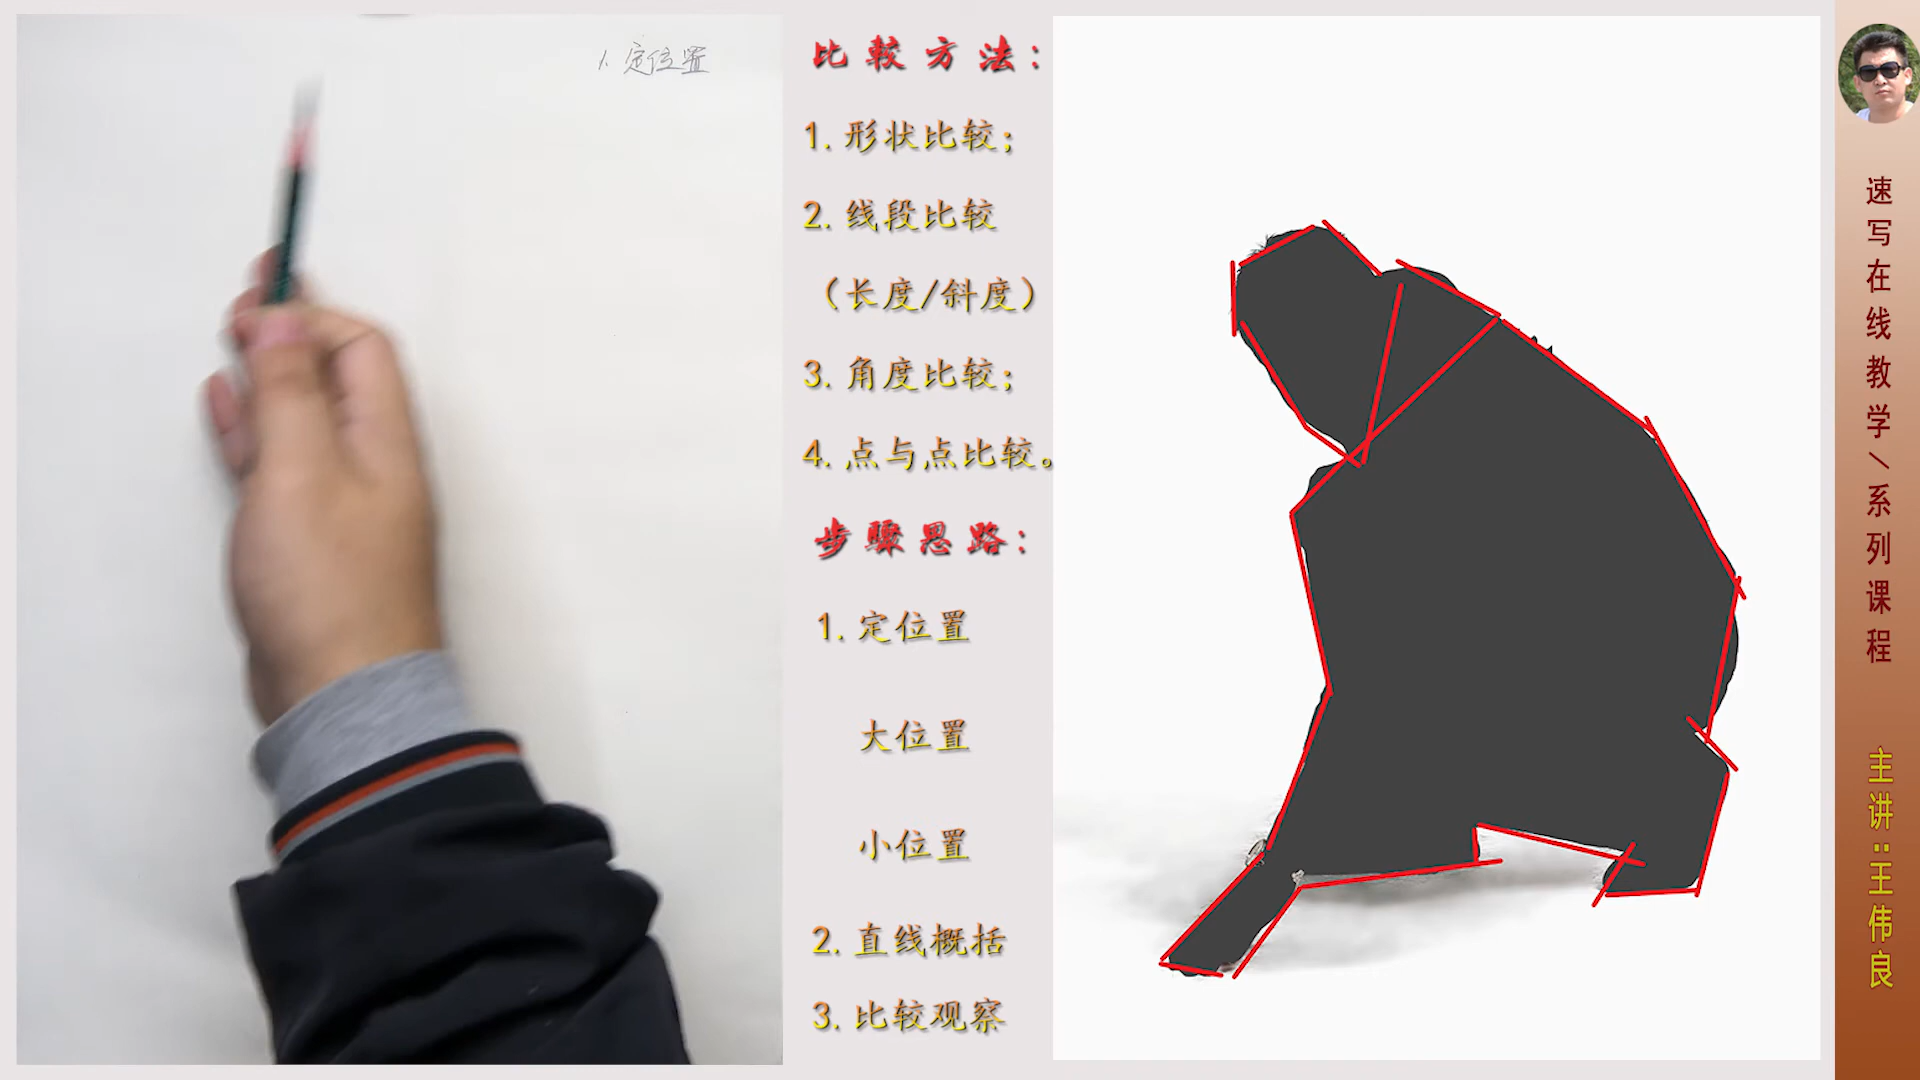 1. 定位置
比較方法：
1. 形状比较；
2. 线段比较
（长度/斜度）
3. 角度比较；
4. 点与点比较。
步骤思路：
1. 定位置
大位置
小位置
2. 直线概括
3. 比较观察
速写在线教学/系列课程
主讲：王伟良